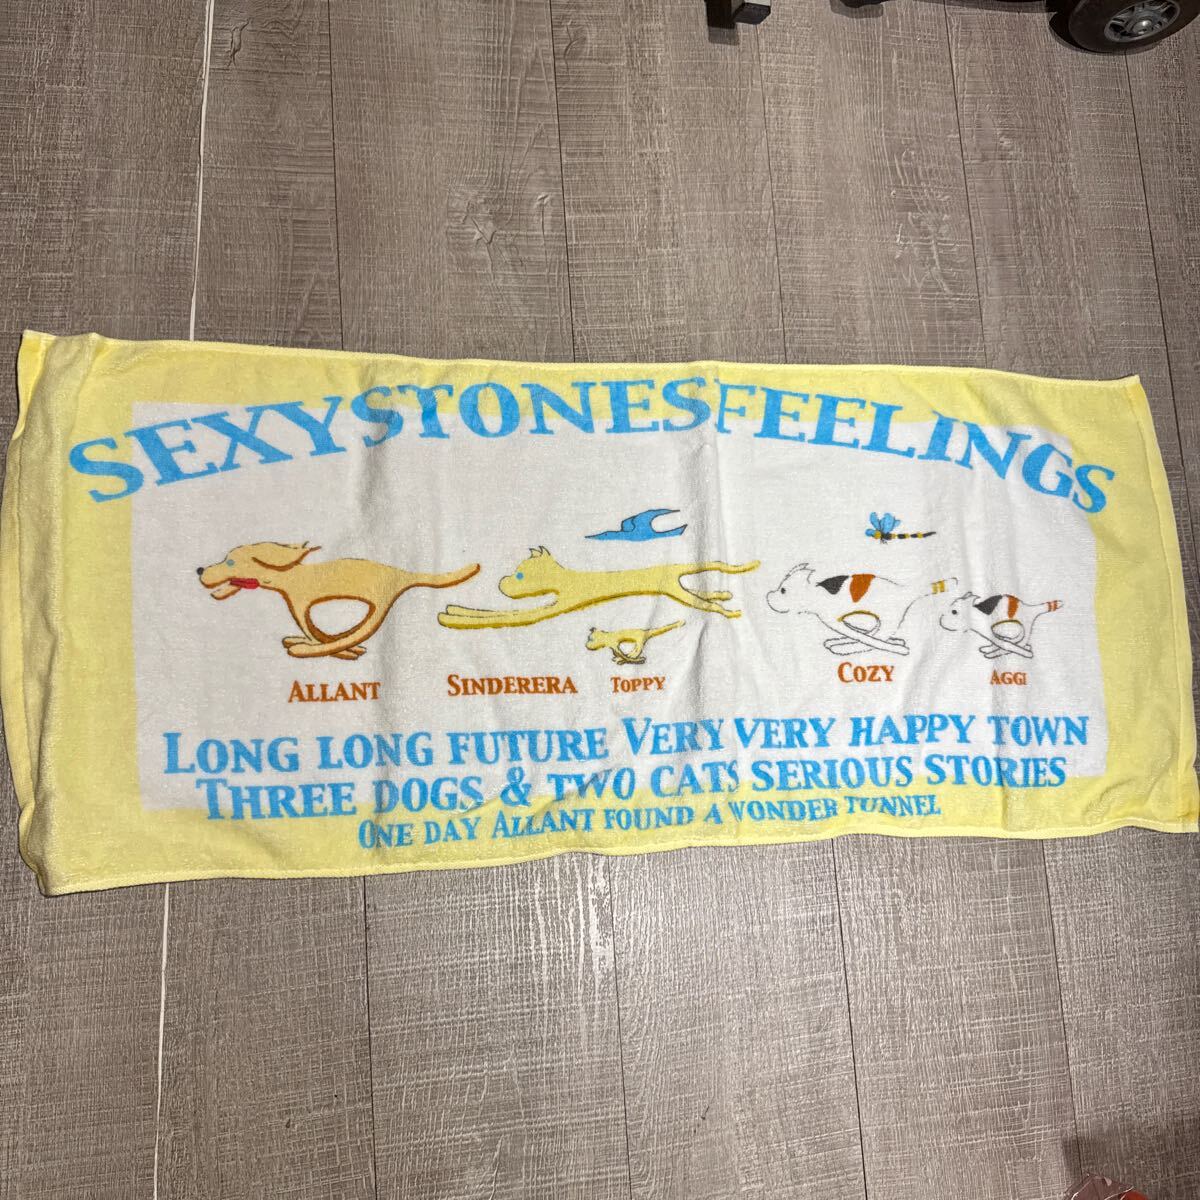 SEXYSTONESFEELINGS
ALLANT SINDERERA TOPPY COZY AGGI
LONG LONG FUTURE VERY VERY HAPPY TOWN
THREE DOGS & TWO CATS SERIOUS STORIES
ONE DAY ALLANT FOUND A WONDER TUNNEL